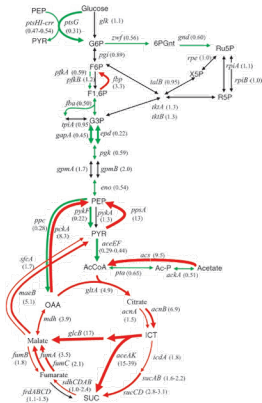 PEP Glucose
ptsHI-crr ptsG glk (1.1)
(0.47-0.54) (0.31)
PYR G6P zwf (0.56) 6PGnt gnd (0.60) Ru5P
pgi (0.89)
F6P rpe (1.0) rpiA (1.1)
pfkA (0.59) fbp X5P
pfkB (1.2) (3.3) talB (0.95) rpiB (1.0)
F1,6P R5P
fba (0.59) tktA (1.3)
G3P tktB (1.3)
tpiA (0.95)
gapA (0.45) epd (0.22)
pgk (0.59)
gpmA (1.7) gpmB (2.0)
eno (0.54)
PEP
ppc pykF pykA ppsA
(0.28) (0.22) (1.3) (13)
pckA
(8.3)
PYR
sfcA aceEF acs (9.5)
(1.7) (0.29-0.44)
AcCoA Ac-P Acetate
maeB pta (0.65) ackA (0.51)
(5.1)
gltA (4.9)
OAA Citrate
mdh (3.9) acnA acnB (6.9)
(1.5)
Malate glcB (17) ICT
fumB fumA (3.5) aceAK icdA (1.8)
(1.8) fumC (2.1) (15-39)
Fumarate sucAB (1.6-2.2)
sdhCDAB
frdABCD (1.0-2.4) sucCD (2.8-3.1)
(1.1-1.5) SUC